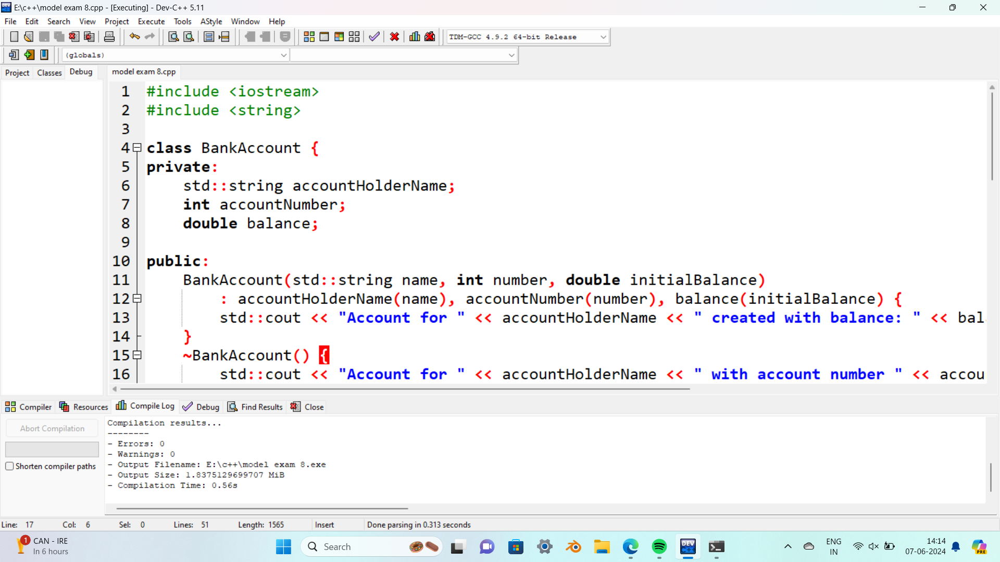 E:\c++\model exam 8.cpp - [Executing] - Dev-C++ 5.11
File Edit Search View Project Execute Tools AStyle Window Help
TDM-GCC 4.9.2 64-bit Release
(globals)
Project Classes Debug
model exam 8.cpp
1 #include <iostream>
2 #include <string>
3
4 class BankAccount {
5 private:
6 std::string accountHolderName;
7 int accountNumber;
8 double balance;
9
10 public:
11 BankAccount(std::string name, int number, double initialBalance)
12 : accountHolderName(name), accountNumber(number), balance(initialBalance) {
13 std::cout << "Account for " << accountHolderName << " created with balance: " << bal
14 }
15 ~BankAccount() {
16 std::cout << "Account for " << accountHolderName << " with account number " << accou
Compiler Resources Compile Log Debug Find Results Close
Abort Compilation
Shorten compiler paths
Compilation results...
--------
- Errors: 0
- Warnings: 0
- Output Filename: E:\c++\model exam 8.exe
- Output Size: 1.8375129699707 MiB
- Compilation Time: 0.56s
Line: 17 Col: 6 Sel: 0 Lines: 51 Length: 1565 Insert Done parsing in 0.313 seconds
1
CAN - IRE
In 6 hours
Search
DEV
C++
ENG
IN
14:14
07-06-2024
PRE